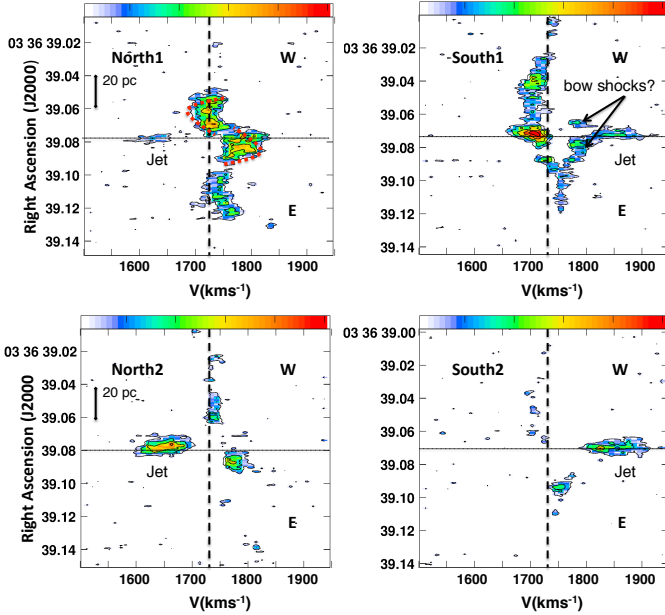 North1 W
03 36 39.02
39.04
20 pc
39.06
39.08
Jet
39.10
39.12
E
39.14
Right Ascension (J2000)
1600 1700 1800 1900
V(kms-1)
South1 W
bow shocks?
39.04
39.06
39.08
Jet
39.10
39.12
E
39.14
1600 1700 1800 1900
V(kms-1)
North2 W
03 36 39.02
39.04
20 pc
39.06
39.08
Jet
39.10
39.11
E
39.12
39.15
Right Ascension (J2000
1600 1700 1800 1900
V(kms-1)
South2 W
03 36 39.00
39.02
39.04
39.06
Jet
39.08
39.10
E
39.12
39.14
1600 1700 1800 1900
V(kms-1)